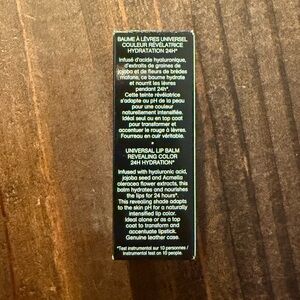 BAUME À LÈVRES UNIVERSEL
COULEUR RÉVÉLATRICE
HYDRATATION 24H*
Infusé d'acide hyaluronique,
d'extraits de graines de
jojoba et de fleurs de brèdes
mafane, ce baume hydrate
et nourrit les lèvres
pendant 24h*
Cette teinte révélatrice
s'adapte au pH de la peau
pour une couleur
naturellement intensifiée
Idéal seul ou en top coat
pour transformer et
accentuer le rouge à lèvres.
Fourreau en cuir véritable.
•
UNIVERSAL LIP BALM
REVEALING COLOR
24H HYDRATION*
Infused with hyaluronic acid,
jojoba seed and Acmella
oleracea flower extracts, this
balm hydrates and nourishes
the lips for 24 hours*.
This revealing shade adapts
to the skin pH for a naturally
intensified lip color.
Ideal alone or as a top
coat to transform and
accentuate lipstick.
Genuine leather case.
*Test instrumental sur 10 personnes /
Instrumental test on 10 people.